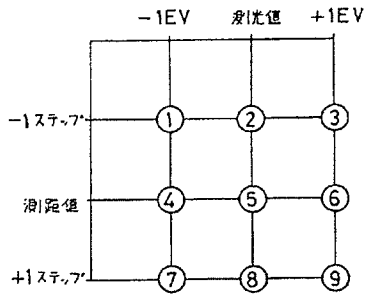 -1EV 測光値 +1EV
-1ステップ ① ② ③
測距値 ④ ⑤ ⑥
+1ステップ ⑦ ⑧ ⑨